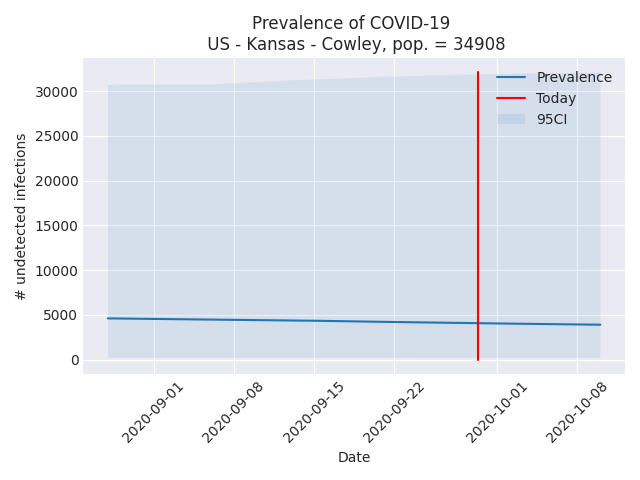 Prevalence of COVID-19
US - Kansas - Cowley, pop. = 34908
Prevalence
Today
95CI
# undetected infections
30000
25000
20000
15000
10000
5000
0
2020-09-01
2020-09-08
2020-09-15
2020-09-22
2020-10-01
2020-10-08
Date